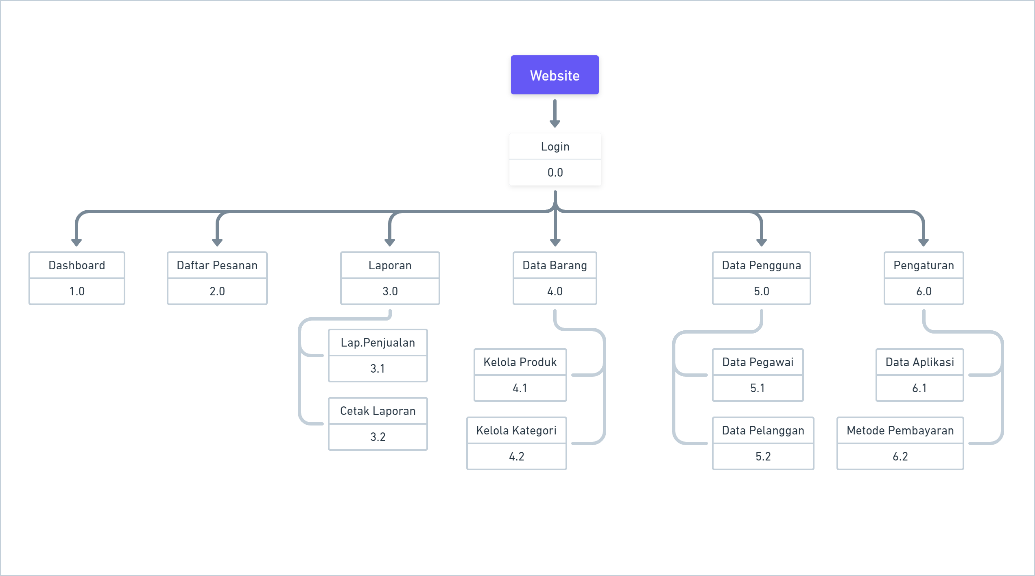 Website
Login
0.0
Dashboard
1.0
Daftar Pesanan
2.0
Laporan
3.0
Data Barang
4.0
Data Pengguna
5.0
Pengaturan
6.0
Lap.Penjualan
3.1
Cetak Laporan
3.2
Kelola Produk
4.1
Kelola Kategori
4.2
Data Pegawai
5.1
Data Pelanggan
5.2
Data Aplikasi
6.1
Metode Pembayaran
6.2